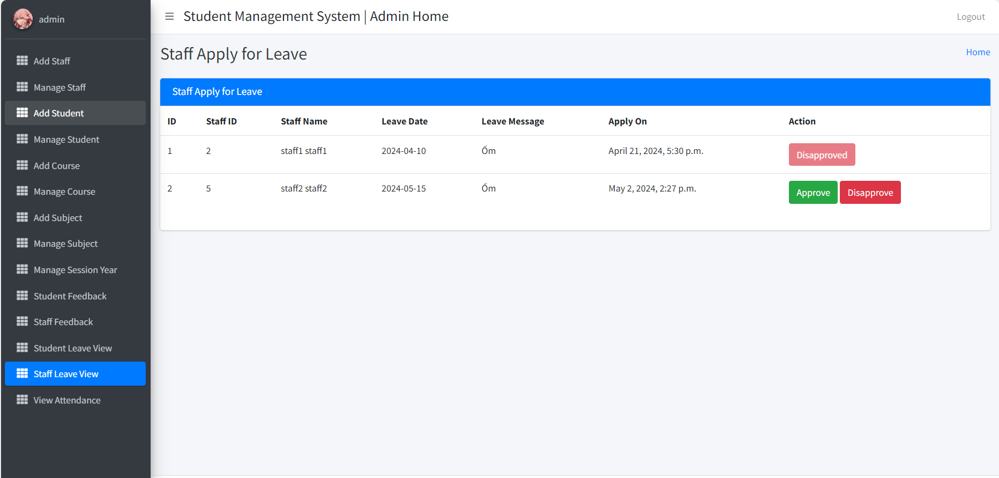 admin
Add Staff
Manage Staff
Add Student
Manage Student
Add Course
Manage Course
Add Subject
Manage Subject
Manage Session Year
Student Feedback
Staff Feedback
Student Leave View
Staff Leave View
View Attendance
Student Management System | Admin Home
Logout
Staff Apply for Leave
Home
Staff Apply for Leave
ID Staff ID Staff Name Leave Date Leave Message Apply On Action
1 2 staff1 staff1 2024-04-10 Ốm April 21, 2024, 5:30 p.m. Disapproved
2 5 staff2 staff2 2024-05-15 Ốm May 2, 2024, 2:27 p.m. Approve Disapprove